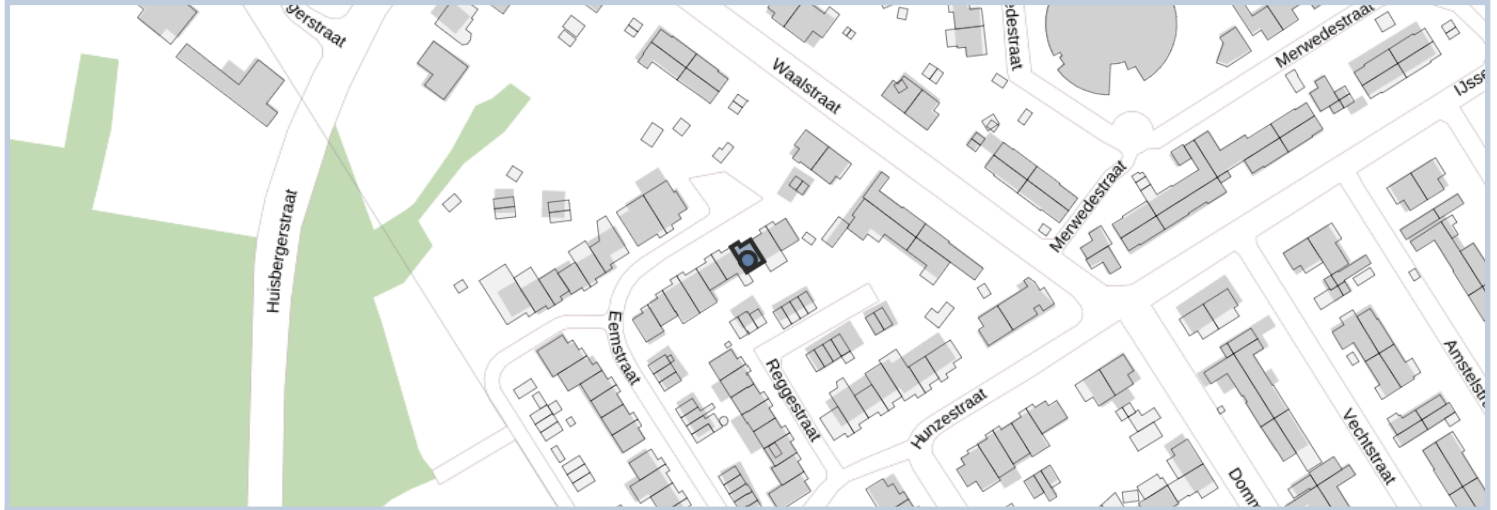 gerstraat
edestraat
Merwedestraat
Waalstraat
IJsse
Merwedestraat
Huisbergerstraat
Eemstraat
Reggestraat
Hunzestraat
Amstelstr
Vechtstraat
Domm